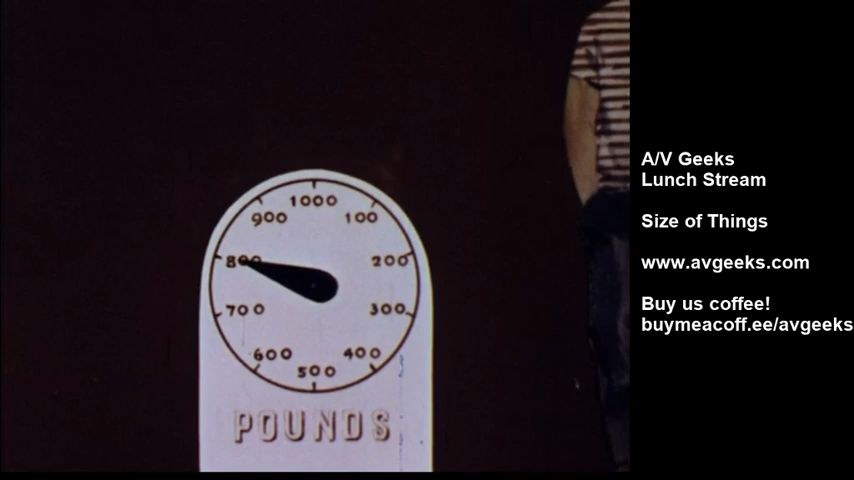 1000
900
100
800
200
700
300
600
400
500
POUNDS
A/V Geeks
Lunch Stream
Size of Things
www.avgeeks.com
Buy us coffee!
buymeacoff.ee/avgeeks